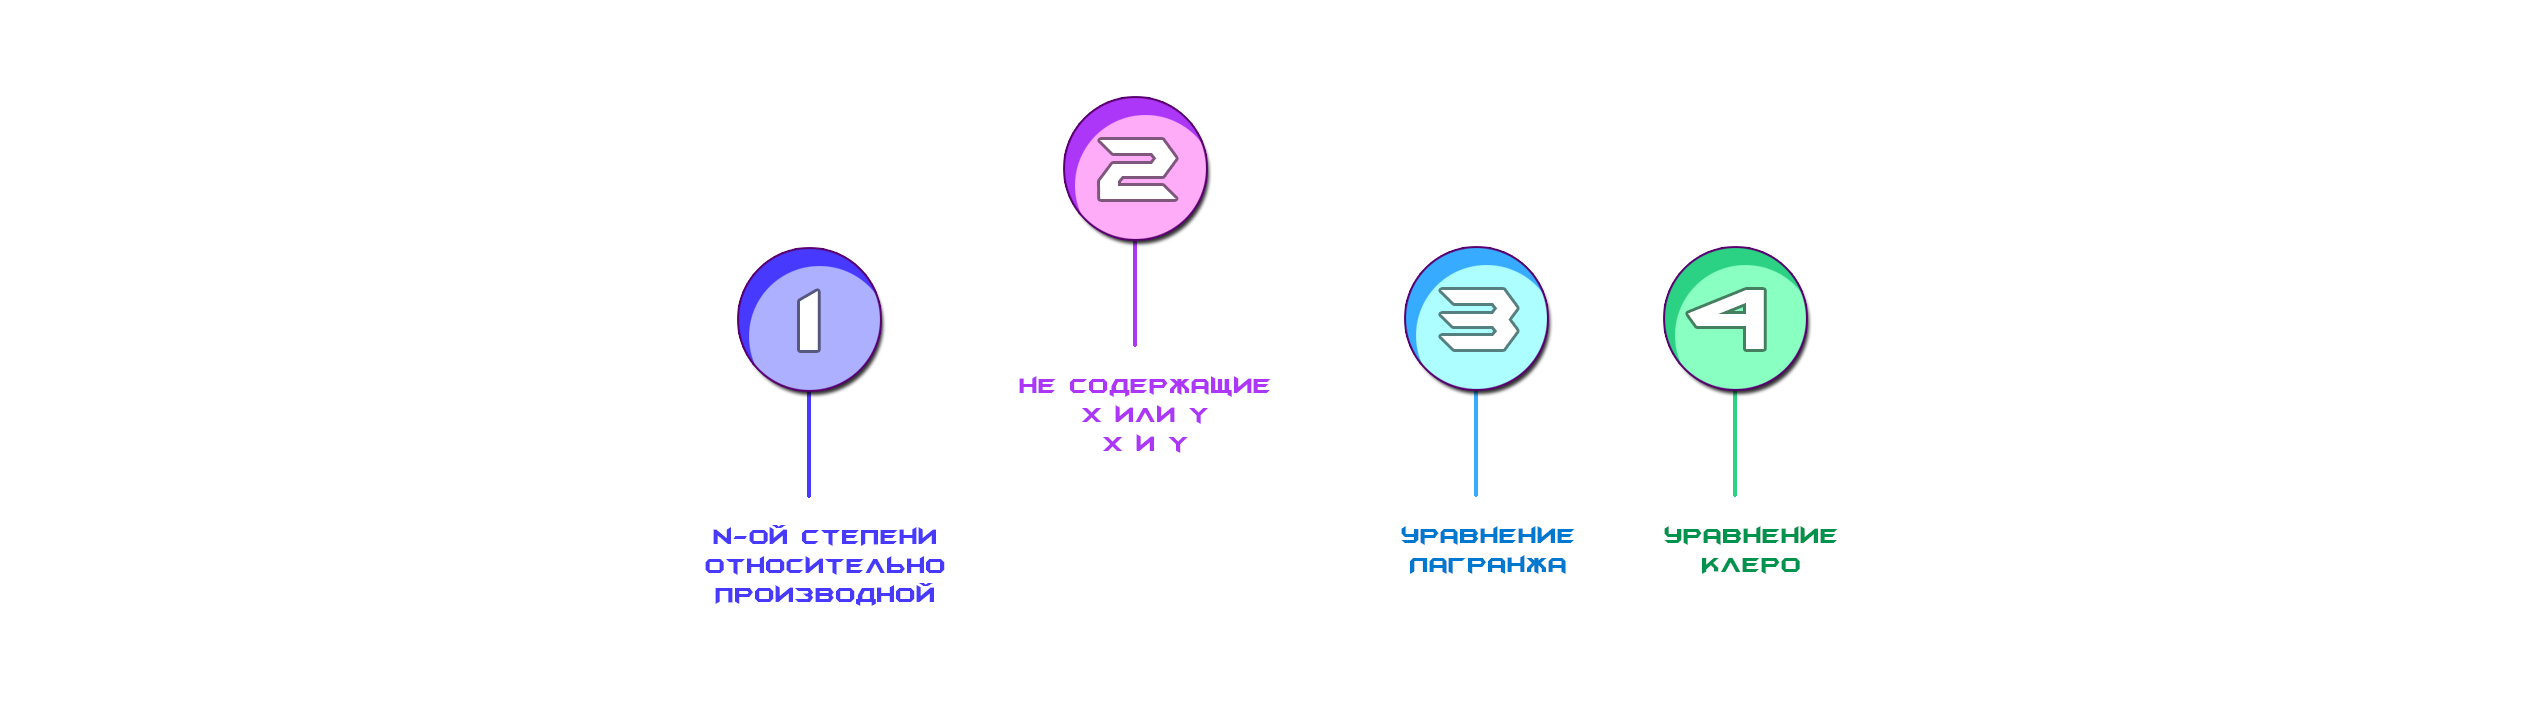 1
N-ОЙ СТЕПЕНИ
ОТНОСИТЕЛЬНО
ПРОИЗВОДНОЙ
2
НЕ СОДЕРЖАЩИЕ
X ИЛИ Y
X И Y
3
УРАВНЕНИЕ
ЛАГРАНЖА
4
УРАВНЕНИЕ
КЛЕРО